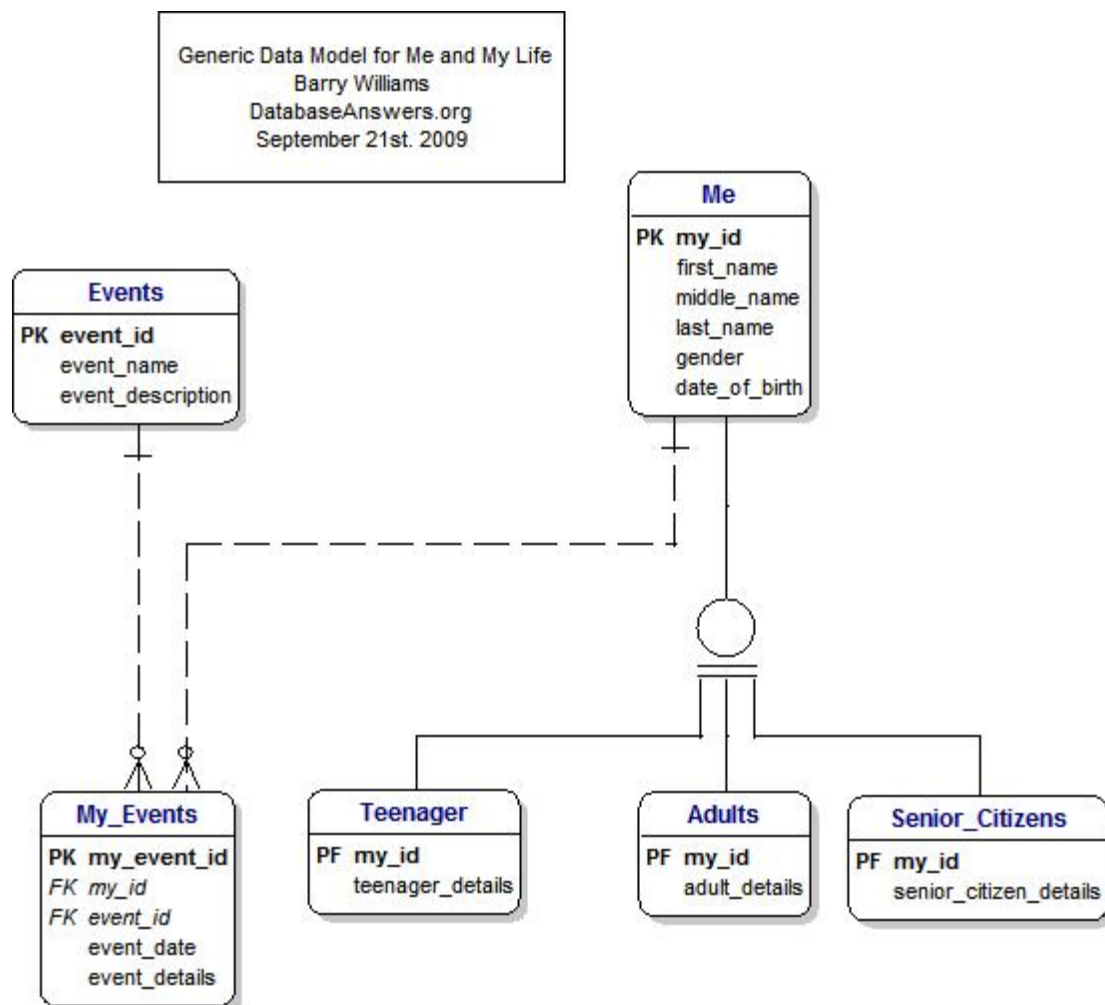 Generic Data Model for Me and My Life
Barry Williams
DatabaseAnswers.org
September 21st. 2009
Me
PK my_id
first_name
middle_name
last_name
gender
date_of_birth
Events
PK event_id
event_name
event_description
My_Events
PK my_event_id
FK my_id
FK event_id
event_date
event_details
Teenager
PF my_id
teenager_details
Adults
PF my_id
adult_details
Senior_Citizens
PF my_id
senior_citizen_details